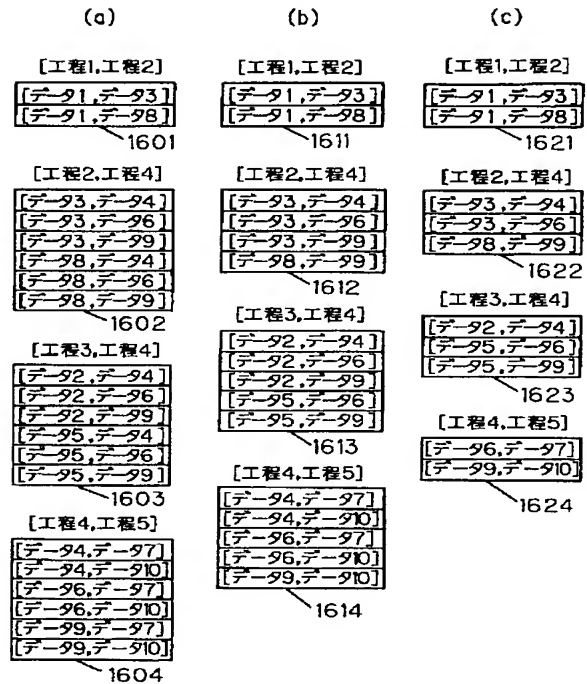 (a)
[工程1,工程2]
[データ1,データ3]
[データ1,データ8]
1601
[工程2,工程4]
[データ3,データ4]
[データ3,データ6]
[データ3,データ9]
[データ8,データ4]
[データ8,データ6]
[データ8,データ9]
1602
[工程3,工程4]
[データ2,データ4]
[データ2,データ6]
[データ2,データ9]
[データ5,データ4]
[データ5,データ6]
[データ5,データ9]
1603
[工程4,工程5]
[データ4,データ7]
[データ4,データ10]
[データ6,データ7]
[データ6,データ10]
[データ9,データ7]
[データ9,データ10]
1604
(b)
[工程1,工程2]
[データ1,データ3]
[データ1,データ8]
1611
[工程2,工程4]
[データ3,データ4]
[データ3,データ6]
[データ3,データ9]
[データ8,データ9]
1612
[工程3,工程4]
[データ2,データ4]
[データ2,データ6]
[データ2,データ9]
[データ5,データ6]
[データ5,データ9]
1613
[工程4,工程5]
[データ4,データ7]
[データ4,データ10]
[データ6,データ7]
[データ6,データ10]
[データ9,データ10]
1614
(c)
[工程1,工程2]
[データ1,データ3]
[データ1,データ8]
1621
[工程2,工程4]
[データ3,データ4]
[データ3,データ6]
[データ8,データ9]
1622
[工程3,工程4]
[データ2,データ4]
[データ5,データ6]
[データ5,データ9]
1623
[工程4,工程5]
[データ6,データ7]
[データ9,データ10]
1624